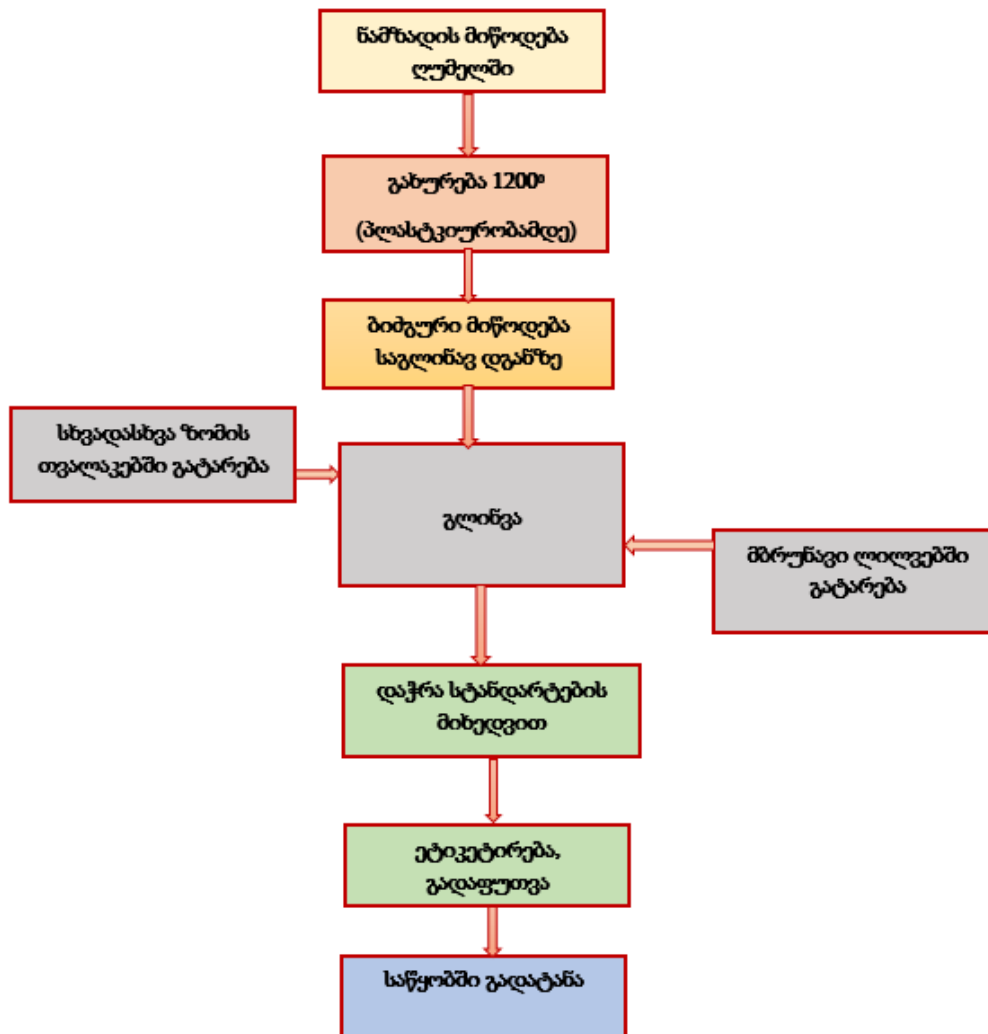 ნამზადის მიწოდება
ღუმელში
გახურება 1200º
(პლასტკიურობამდე)
ბიძგური მიწოდება
საგლინავ დგანზე
სხვადასხვა ზომის
თვალაკებში გატარება
გლინვა
მბრუნავი ლილვებში
გატარება
დაჭრა სტანდარტების
მიხედვით
ეტიკეტირება,
გადაფუთვა
საწყობში გადატანა